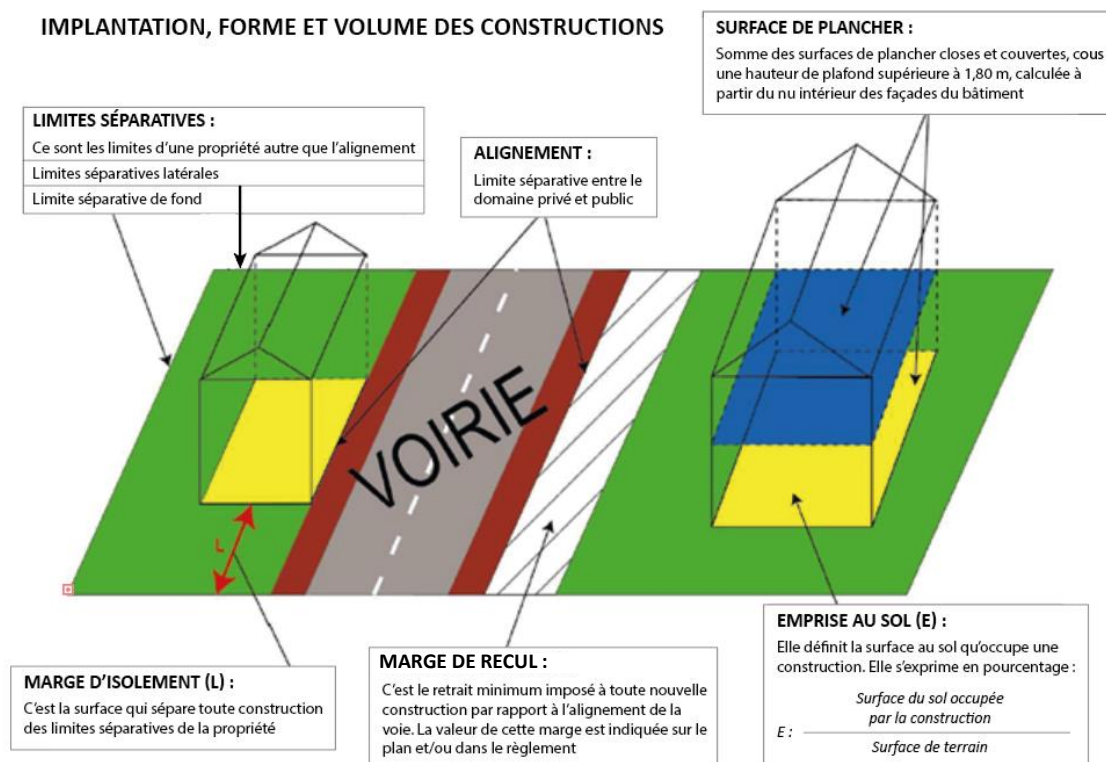 IMPLANTATION, FORME ET VOLUME DES CONSTRUCTIONS
SURFACE DE PLANCHER :
Somme des surfaces de plancher closes et couvertes, cous
une hauteur de plafond supérieure à 1,80 m, calculée à
partir du nu intérieur des façades du bâtiment
LIMITES SÉPARATIVES :
Ce sont les limites d'une propriété autre que l'alignement
Limites séparatives latérales
Limite séparative de fond
ALIGNEMENT :
Limite séparative entre le
domaine privé et public
VOIRIE
L
MARGE D'ISOLEMENT (L) :
C'est la surface qui sépare toute construction
des limites séparatives de la propriété
MARGE DE RECUL :
C'est le retrait minimum imposé à toute nouvelle
construction par rapport à l'alignement de la
voie. La valeur de cette marge est indiquée sur le
plan et/ou dans le règlement
EMPRISE AU SOL (E) :
Elle définit la surface au sol qu'occupe une
construction. Elle s'exprime en pourcentage :
Surface du sol occupée
par la construction
E :
Surface de terrain